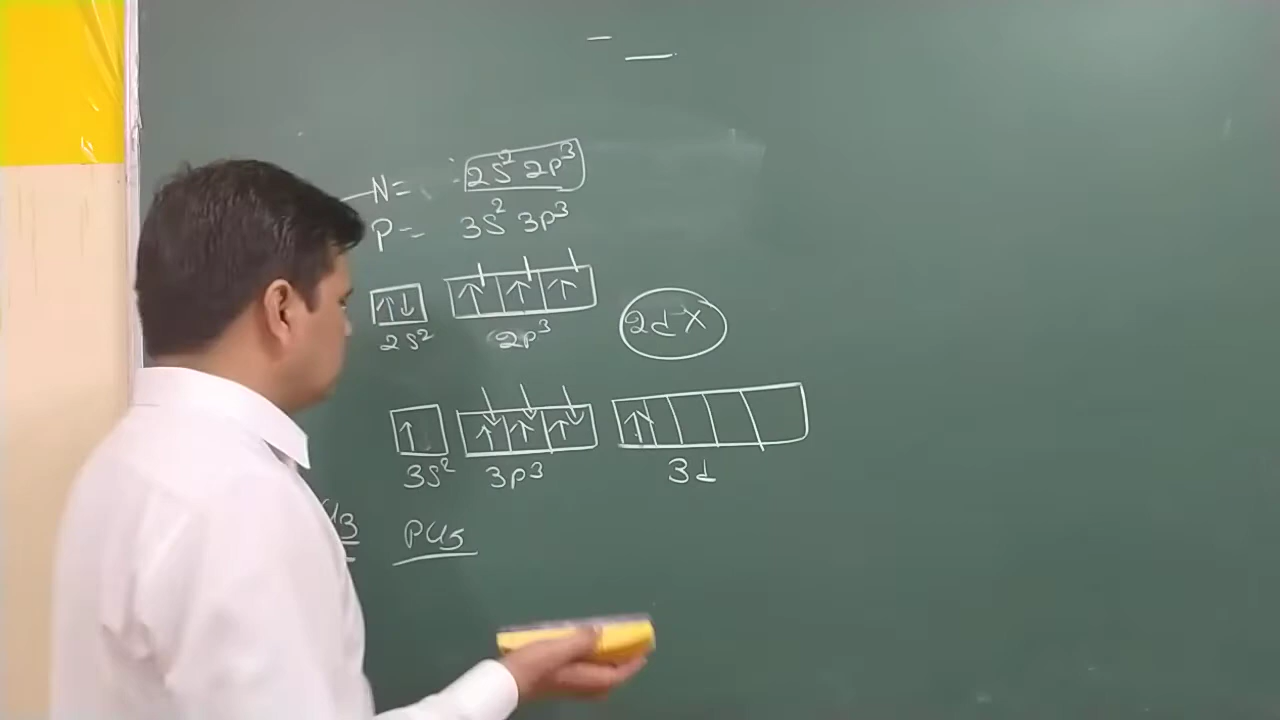 N= 2S² 2p³
P= 3S² 3p³
↑↓ ↑ ↑ ↑
2S² 2p³ 2d X
↑ ↑ ↑ ↑ ↑
3S² 3p³ 3d
PCl5